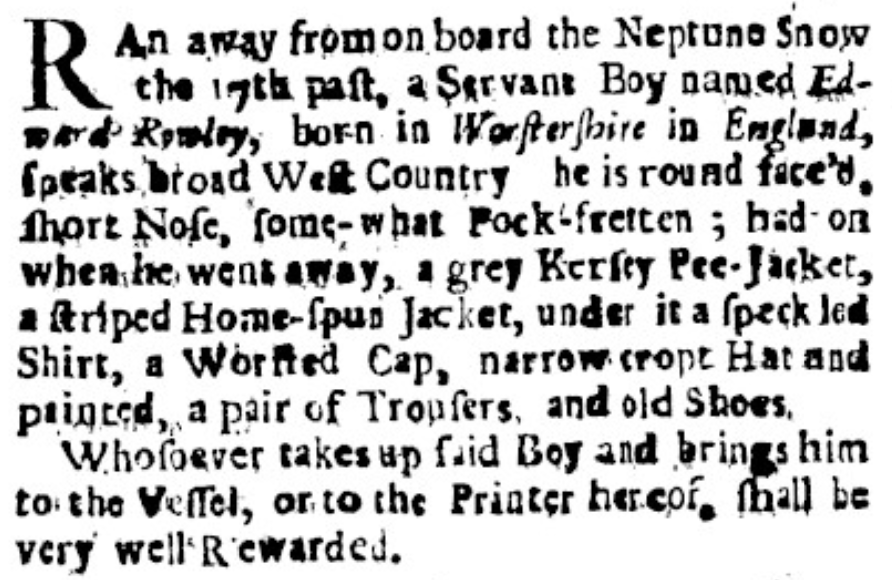 RAn away from on board the Neptune Snow
the 17th paſt, a Servant Boy named Ed-
ward Rowley, born in Worſterſhire in England,
ſpeaks broad Weſt Country he is round face'd,
ſhort Noſe, ſome-what Pock-fretten ; had on
when he went away, a grey Kerſey Pee-Jacket,
a ſtriped Home-ſpun Jacket, under it a ſpeckled
Shirt, a Worſted Cap, narrow cropt Hat and
painted, a pair of Trouſers, and old Shoes.
Whoſoever takes up ſaid Boy and brings him
to the Veſſel, or to the Printer hereof, ſhall be
very well Rewarded.